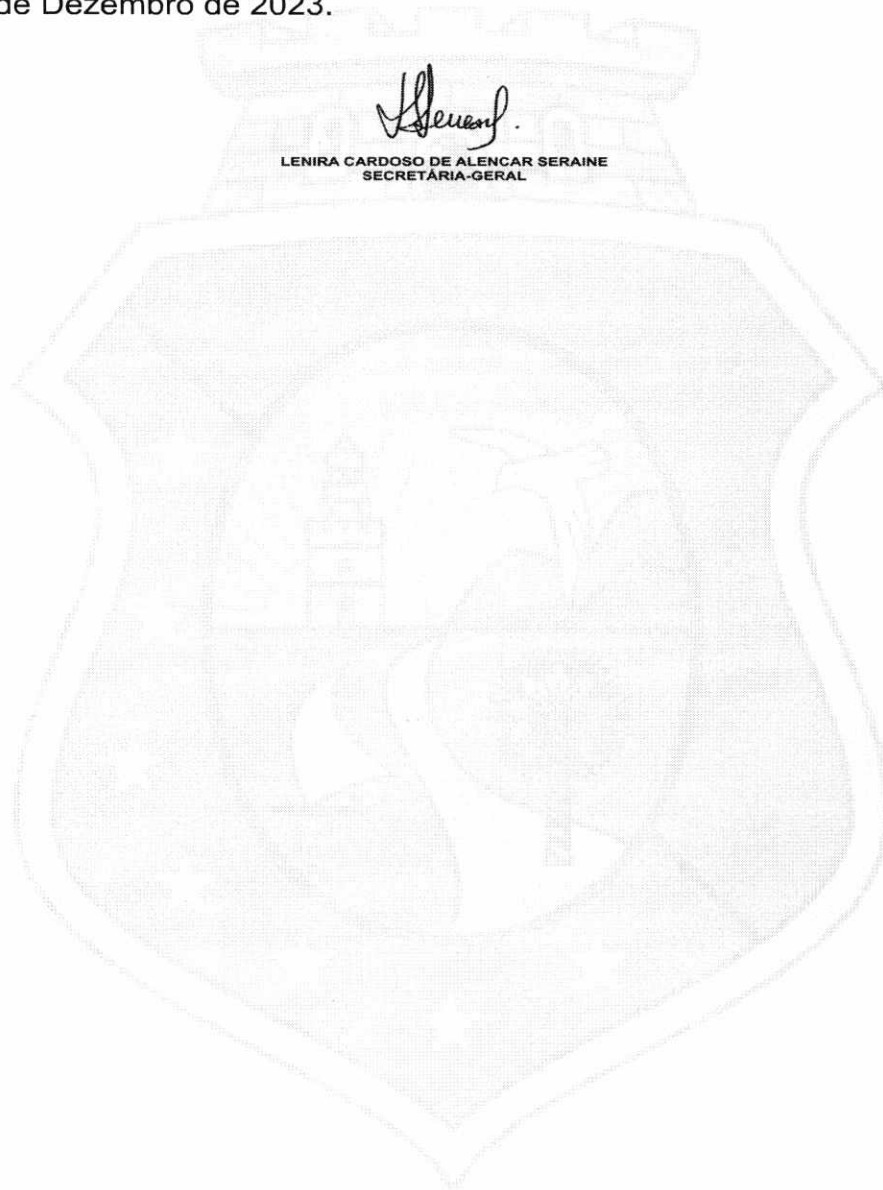 de Dezembro de 2023.
LENIRA CARDOSO DE ALENCAR SERAINE
SECRETÁRIA-GERAL